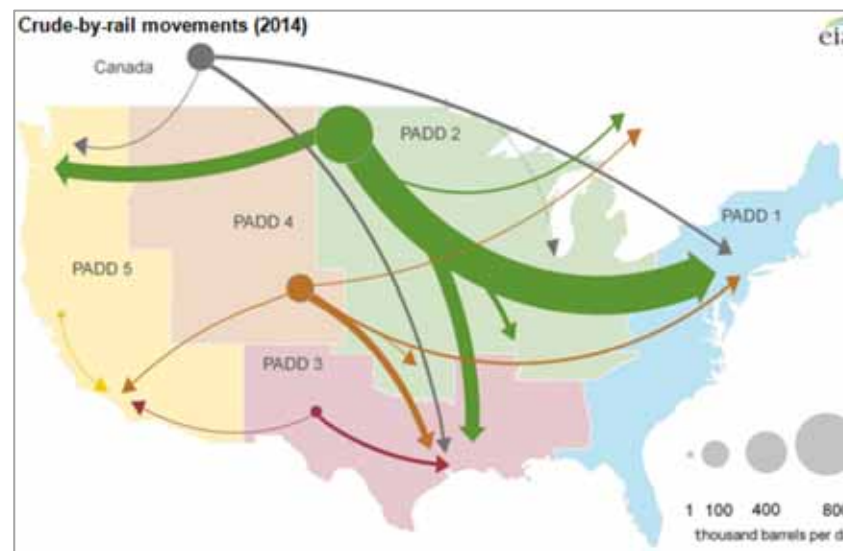 Crude-by-rail movements (2014)
eia
Canada
PADD 2
PADD 1
PADD 4
PADD 5
PADD 3
1 100 400 800
thousand barrels per d